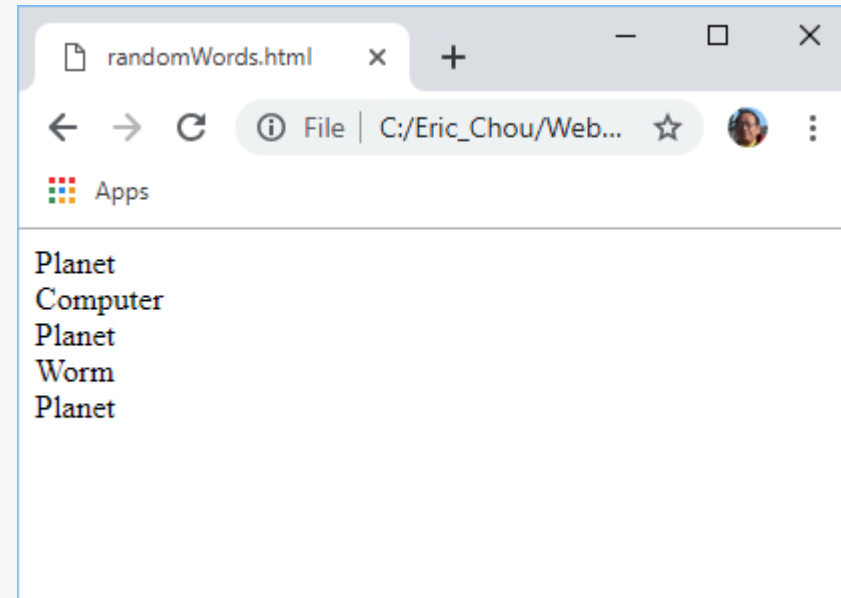 randomWords.html
File C:/Eric_Chou/Web...
Apps
Planet
Computer
Planet
Worm
Planet